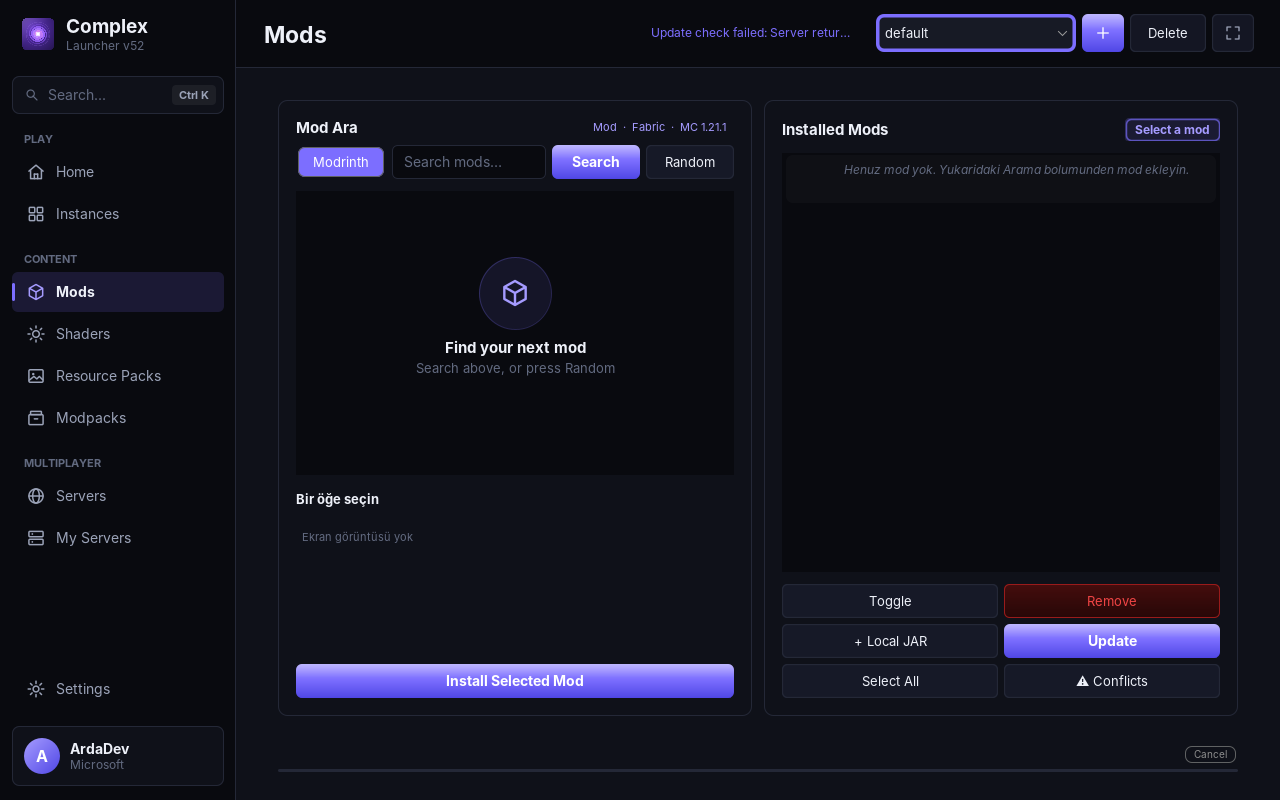 Complex
Launcher v52
Search...
Ctrl K
PLAY
Home
Instances
CONTENT
Mods
Shaders
Resource Packs
Modpacks
MULTIPLAYER
Servers
My Servers
Settings
A
ArdaDev
Microsoft
Mods
Update check failed: Server retur...
default
+
Delete
Mod Ara
Mod · Fabric · MC 1.21.1
Modrinth
Search mods...
Search
Random
Find your next mod
Search above, or press Random
Bir öğe seçin
Ekran görüntüsü yok
Install Selected Mod
Installed Mods
Select a mod
Henuz mod yok. Yukaridaki Arama bolumunden mod ekleyin.
Toggle
Remove
+ Local JAR
Update
Select All
⚠ Conflicts
Cancel